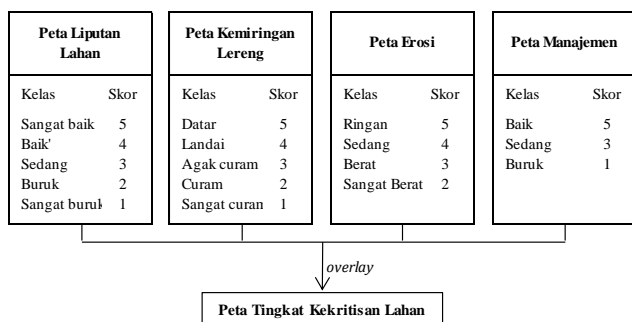 Peta Liputan
Lahan
Kelas Skor
Sangat baik 5
Baik' 4
Sedang 3
Buruk 2
Sangat buruk 1
Peta Kemiringan
Lereng
Kelas Skor
Datar 5
Landai 4
Agak curam 3
Curam 2
Sangat curan 1
Peta Erosi
Kelas Skor
Ringan 5
Sedang 4
Berat 3
Sangat Berat 2
Peta Manajemen
Kelas Skor
Baik 5
Sedang 3
Buruk 1
overlay
Peta Tingkat Kekritisan Lahan